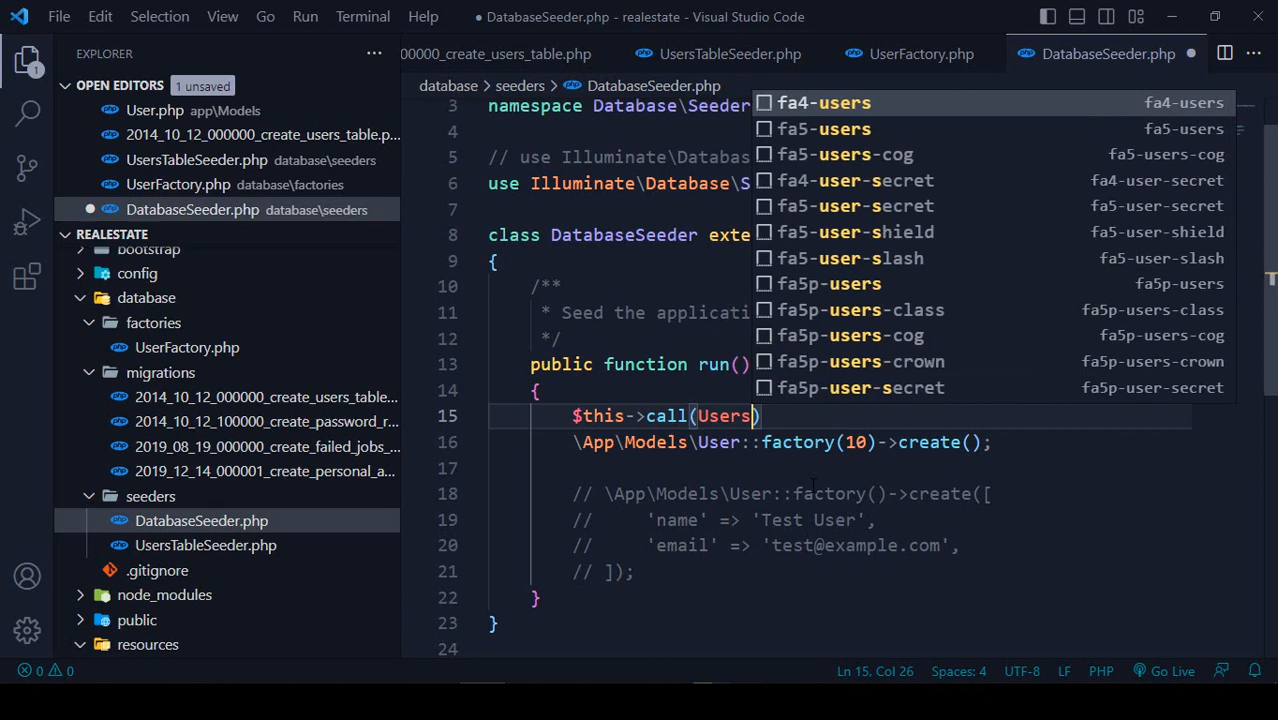 File Edit Selection View Go Run Terminal Help
● DatabaseSeeder.php - realestate - Visual Studio Code
EXPLORER
1
OPEN EDITORS 1 unsaved
User.php app\Models
2014_10_12_000000_create_users_table.p...
UsersTableSeeder.php database\seeders
UserFactory.php database\factories
DatabaseSeeder.php database\seeders
REALESTATE
bootstrap
config
database
factories
UserFactory.php
migrations
2014_10_12_000000_create_users_table...
2014_10_12_100000_create_password_r...
2019_08_19_000000_create_failed_jobs_...
2019_12_14_000001_create_personal_a...
seeders
DatabaseSeeder.php
UsersTableSeeder.php
.gitignore
node_modules
public
resources
000000_create_users_table.php
UsersTableSeeder.php
UserFactory.php
DatabaseSeeder.php
database > seeders > DatabaseSeeder.php
3 namespace Database\Seeder
4
5 // use Illuminate\Databas
6 use Illuminate\Database\S
7
8 class DatabaseSeeder exte
9 {
10 /**
11 * Seed the applicati
12 */
13 public function run()
14 {
15 $this->call(Users)
16 \App\Models\User::factory(10)->create();
17
18 // \App\Models\User::factory()->create([
19 // 'name' => 'Test User',
20 // 'email' => 'test@example.com',
21 // ]);
22 }
23 }
24
fa4-users fa4-users
fa5-users fa5-users
fa5-users-cog fa5-users-cog
fa4-user-secret fa4-user-secret
fa5-user-secret fa5-user-secret
fa5-user-shield fa5-user-shield
fa5-user-slash fa5-user-slash
fa5p-users fa5p-users
fa5p-users-class fa5p-users-class
fa5p-users-cog fa5p-users-cog
fa5p-users-crown fa5p-users-crown
fa5p-user-secret fa5p-user-secret
0 0 Ln 15, Col 26 Spaces: 4 UTF-8 LF PHP Go Live